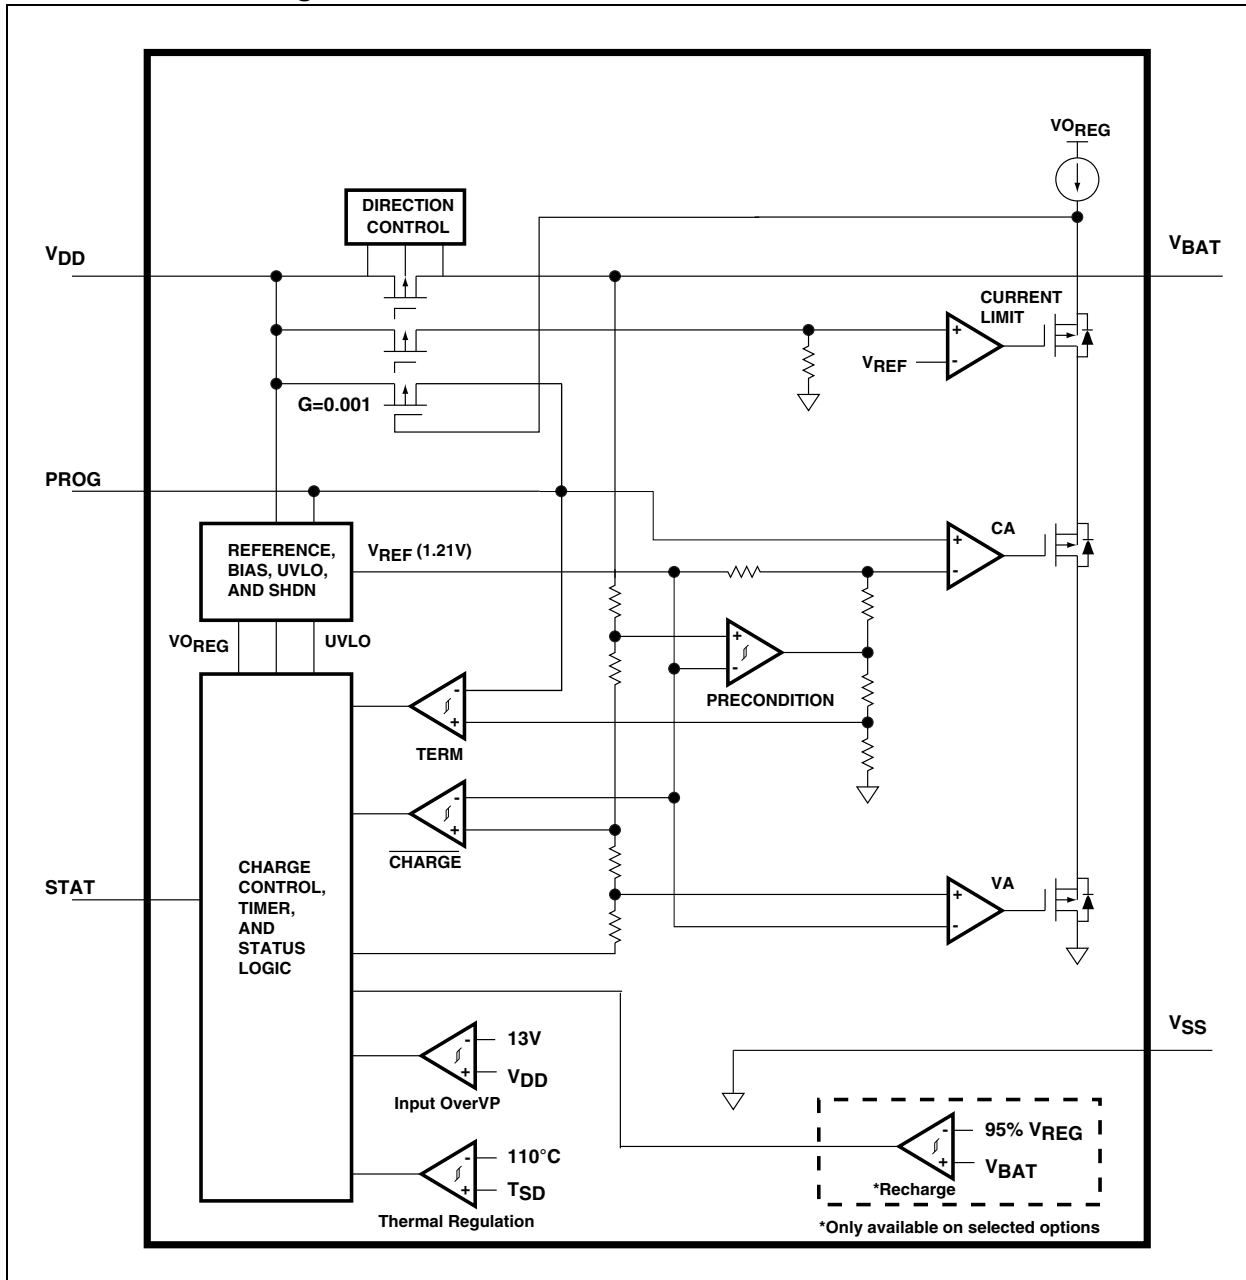 VOREG
DIRECTION
CONTROL
VDD
VBAT
CURRENT
LIMIT
+
-
VREF
G=0.001
PROG
REFERENCE,
BIAS, UVLO,
AND SHDN
VREF (1.21V)
CA
+
-
VOREG
UVLO
+
-
PRECONDITION
-
+
TERM
-
+
CHARGE
CHARGE
CONTROL,
TIMER,
AND
STATUS
LOGIC
STAT
VA
+
-
-
13V
+
VDD
Input OverVP
VSS
-
95% VREG
+
VBAT
*Recharge
-
110°C
+
TSD
Thermal Regulation
*Only available on selected options